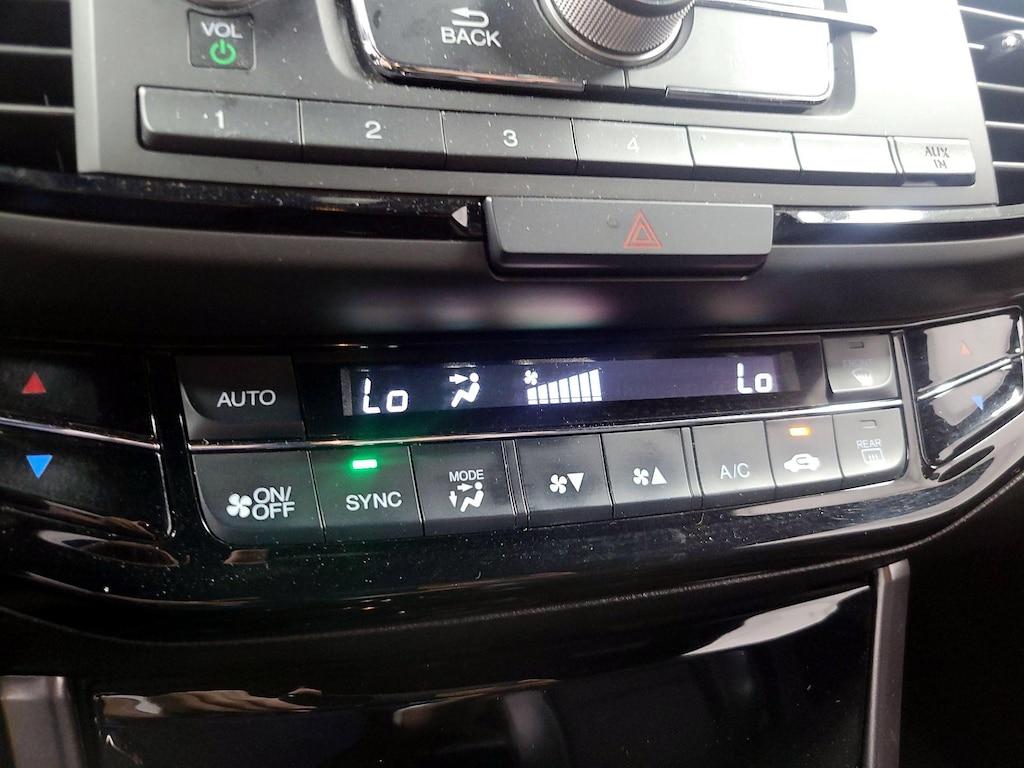 VOL
BACK
1
2
3
4
AUX
IN
AUTO
Lo
Lo
ON/
OFF
SYNC
MODE
A/C
REAR